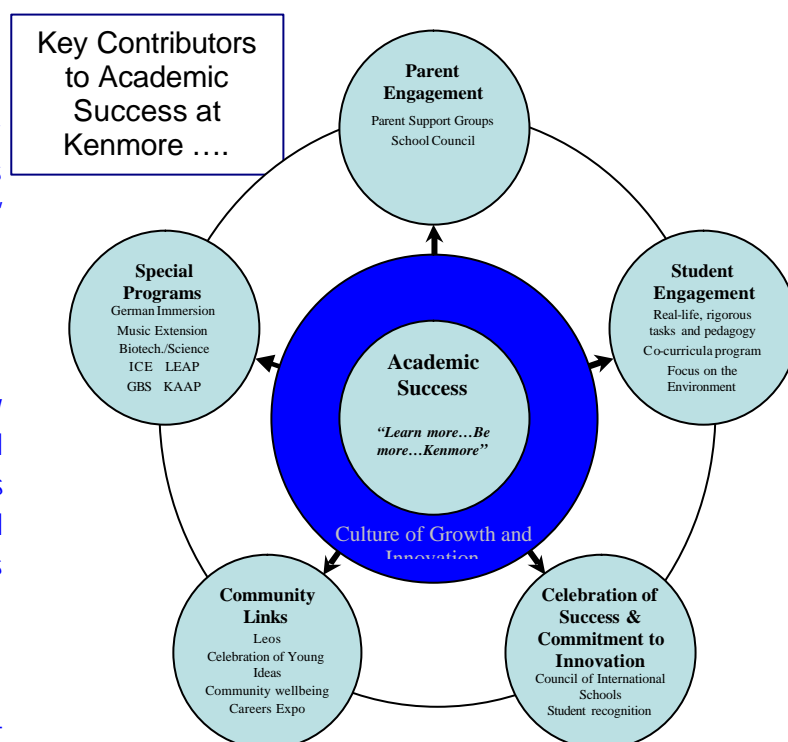 Key Contributors
to Academic
Success at
Kenmore ….
Parent
Engagement
Parent Support Groups
School Council
Special
Programs
German Immersion
Music Extension
Biotech./Science
ICE LEAP
GBS KAAP
Student
Engagement
Real-life, rigorous
tasks and pedagogy
Co-curricula program
Focus on the
Environment
Academic
Success
“Learn more…Be
more…Kenmore”
Culture of Growth and
Innovation
Community
Links
Leos
Celebration of Young
Ideas
Community wellbeing
Careers Expo
Celebration of
Success &
Commitment to
Innovation
Council of International
Schools
Student recognition